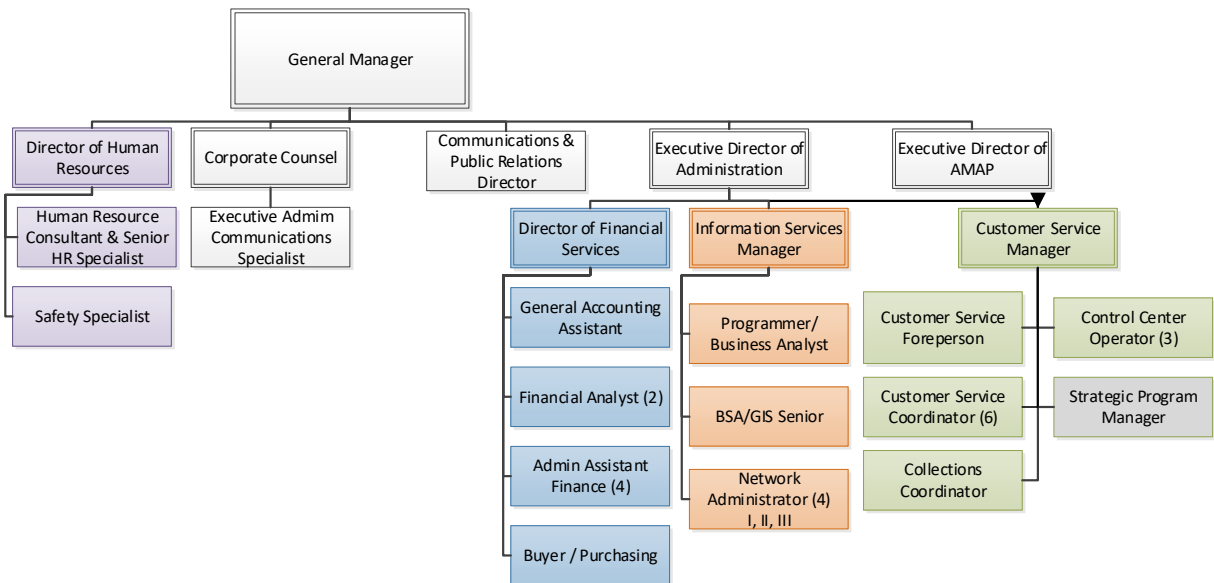 General Manager
Director of Human
Resources
Corporate Counsel
Communications &
Public Relations
Director
Executive Director of
Administration
Executive Director of
AMAP
Human Resource
Consultant & Senior
HR Specialist
Executive Admim
Communications
Specialist
Director of Financial
Services
Information Services
Manager
Customer Service
Manager
Safety Specialist
General Accounting
Assistant
Financial Analyst (2)
Admin Assistant
Finance (4)
Buyer / Purchasing
Programmer/
Business Analyst
BSA/GIS Senior
Network
Administrator (4)
I, II, III
Customer Service
Foreperson
Control Center
Operator (3)
Customer Service
Coordinator (6)
Strategic Program
Manager
Collections
Coordinator